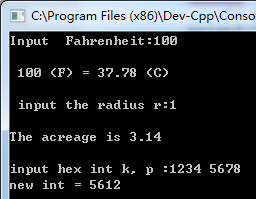 C:\Program Files (x86)\Dev-Cpp\Conso
Input  Fahrenheit:100
 100 (F) = 37.78 (C)
 input the radius r:1
The acreage is 3.14
input hex int k, p :1234 5678
new int = 5612